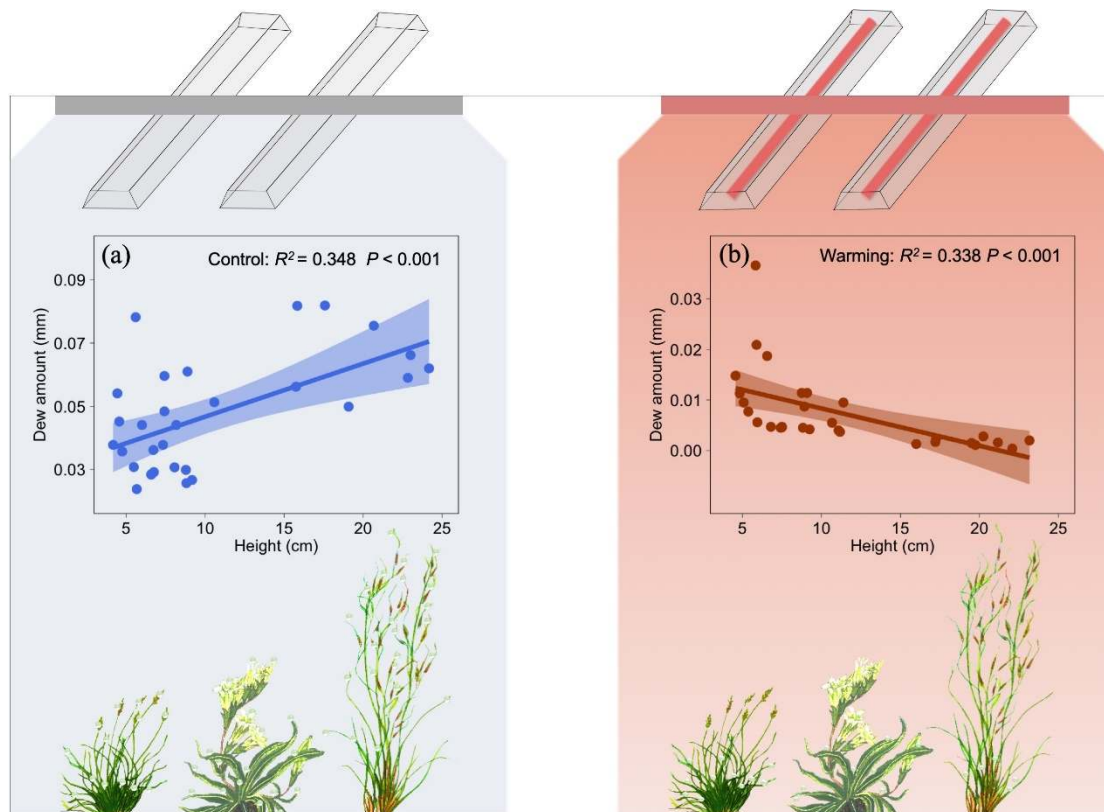 (a)
Control: R² = 0.348 P < 0.001
Dew amount (mm)
0.09
0.07
0.05
0.03
5 10 15 20 25
Height (cm)
(b)
Warming: R² = 0.338 P < 0.001
Dew amount (mm)
0.03
0.02
0.01
0.00
5 10 15 20 25
Height (cm)